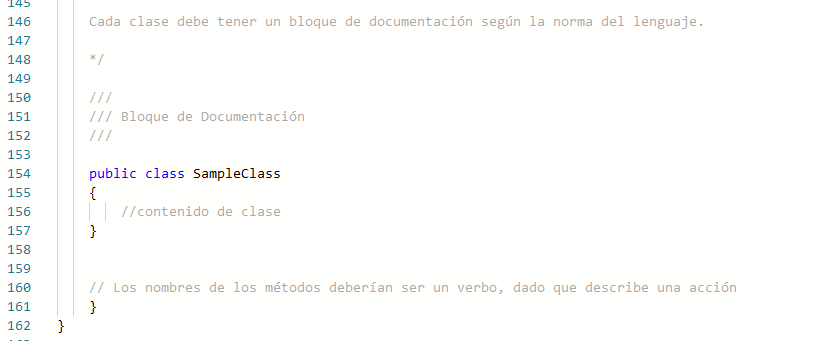 145
146 Cada clase debe tener un bloque de documentación según la norma del lenguaje.
147
148 */
149
150 ///
151 /// Bloque de Documentación
152 ///
153
154 public class SampleClass
155 {
156 //contenido de clase
157 }
158
159
160 // Los nombres de los métodos deberían ser un verbo, dado que describe una acción
161 }
162 }